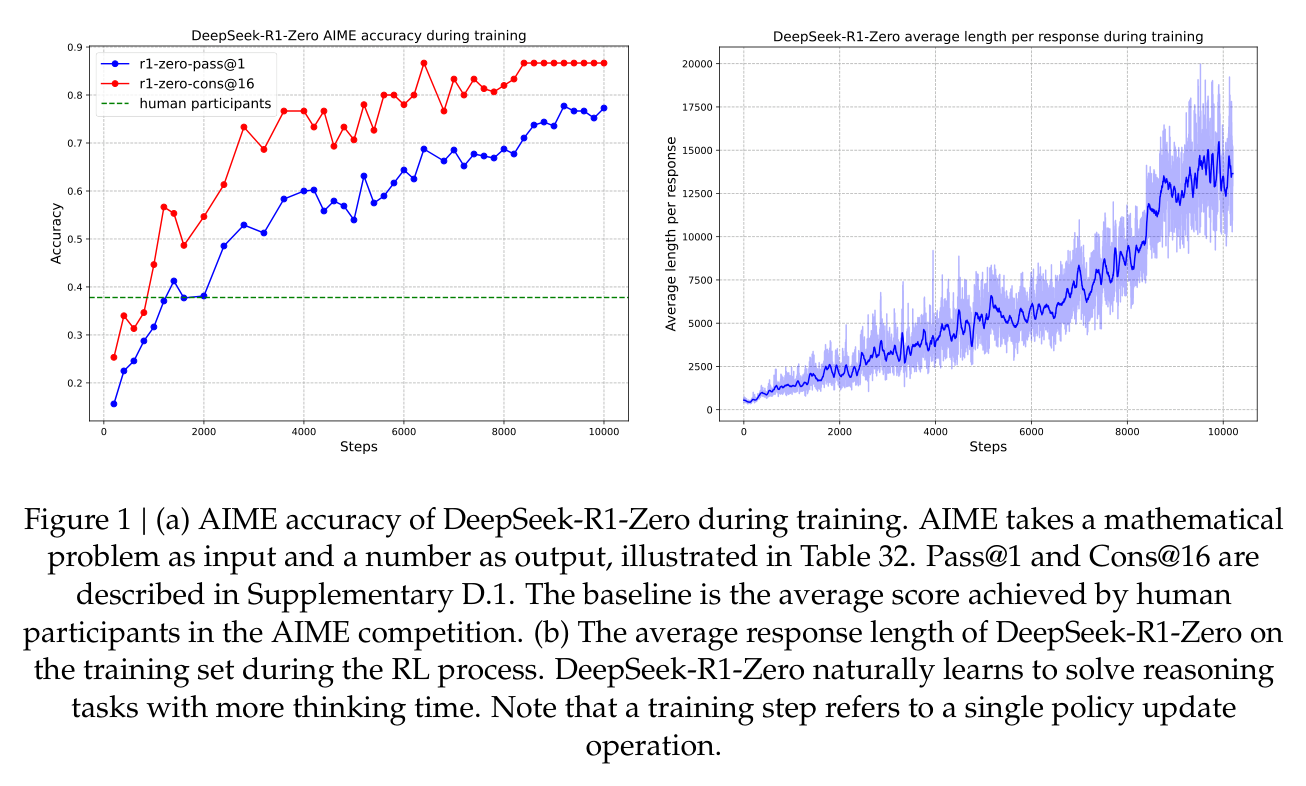 DeepSeek-R1-Zero AIME accuracy during training
0.9
0.8
0.7
0.6
0.5
0.4
0.3
0.2
Accuracy
r1-zero-pass@1
r1-zero-cons@16
human participants
0 2000 4000 6000 8000 10000
Steps
DeepSeek-R1-Zero average length per response during training
20000
17500
15000
12500
10000
7500
5000
2500
0
Average length per response
0 2000 4000 6000 8000 10000
Steps
Figure 1 | (a) AIME accuracy of DeepSeek-R1-Zero during training. AIME takes a mathematical
problem as input and a number as output, illustrated in Table 32. Pass@1 and Cons@16 are
described in Supplementary D.1. The baseline is the average score achieved by human
participants in the AIME competition. (b) The average response length of DeepSeek-R1-Zero on
the training set during the RL process. DeepSeek-R1-Zero naturally learns to solve reasoning
tasks with more thinking time. Note that a training step refers to a single policy update
operation.